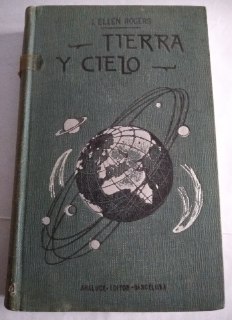 J. ELLEN ROGERS
TIERRA
Y CIELO
ARALUCE - EDITOR - BARCELONA